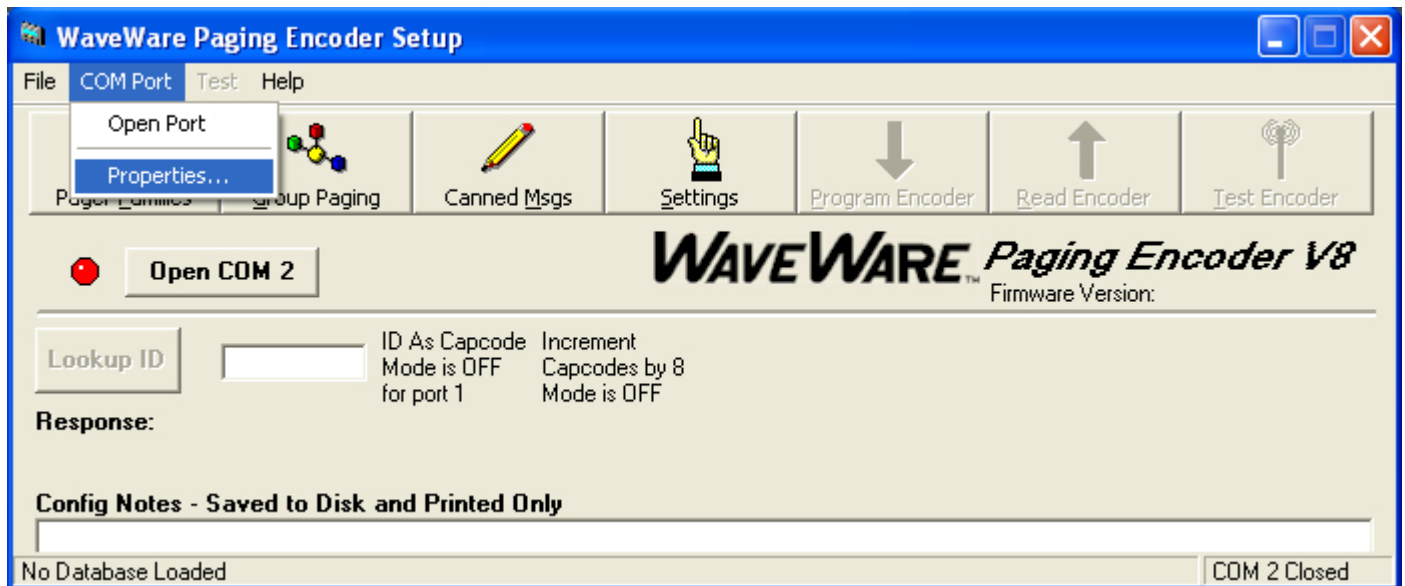 WaveWare Paging Encoder Setup
File COM Port Test Help
Open Port
Properties...
Pager Families Group Paging Canned Msgs Settings Program Encoder Read Encoder Test Encoder
Open COM 2
WAVEWARE™ Paging Encoder V8
Firmware Version:
Lookup ID
ID As Capcode
Mode is OFF
for port 1
Increment
Capcodes by 8
Mode is OFF
Response:
Config Notes - Saved to Disk and Printed Only
No Database Loaded COM 2 Closed